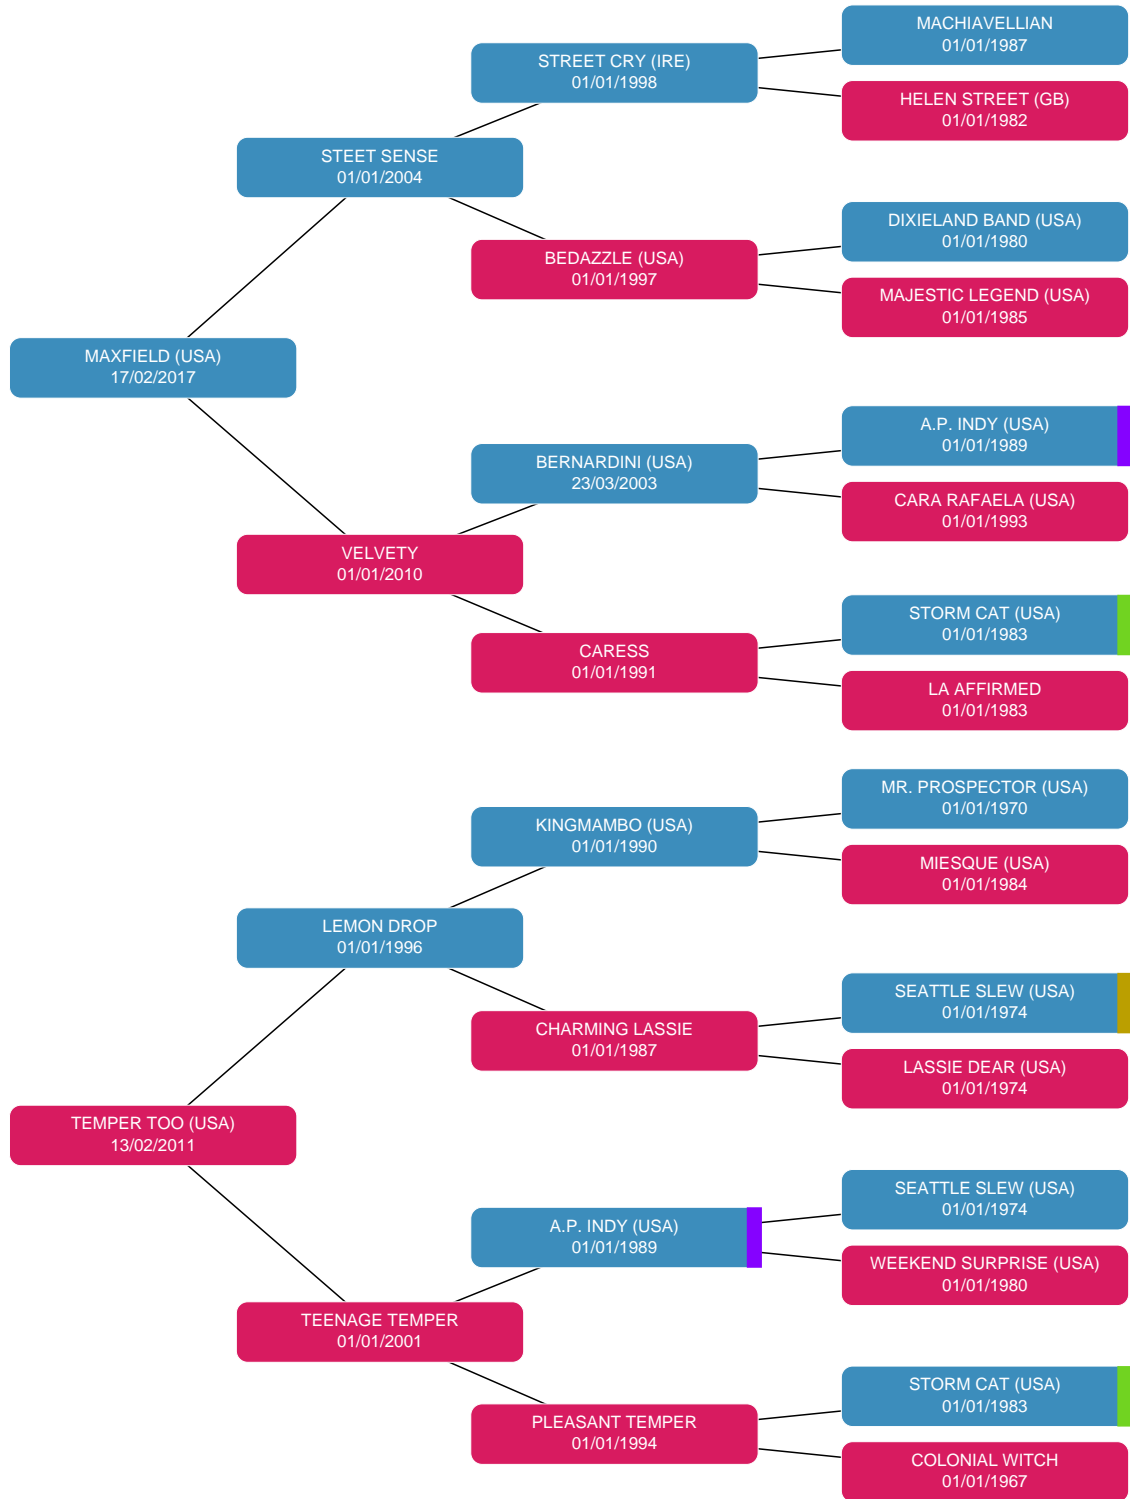 MACHIAVELLIAN
01/01/1987
STREET CRY (IRE)
01/01/1998
HELEN STREET (GB)
01/01/1982
STEET SENSE
01/01/2004
DIXIELAND BAND (USA)
01/01/1980
BEDAZZLE (USA)
01/01/1997
MAJESTIC LEGEND (USA)
01/01/1985
MAXFIELD (USA)
17/02/2017
A.P. INDY (USA)
01/01/1989
BERNARDINI (USA)
23/03/2003
CARA RAFAELA (USA)
01/01/1993
VELVETY
01/01/2010
STORM CAT (USA)
01/01/1983
CARESS
01/01/1991
LA AFFIRMED
01/01/1983
MR. PROSPECTOR (USA)
01/01/1970
KINGMAMBO (USA)
01/01/1990
MIESQUE (USA)
01/01/1984
LEMON DROP
01/01/1996
SEATTLE SLEW (USA)
01/01/1974
CHARMING LASSIE
01/01/1987
LASSIE DEAR (USA)
01/01/1974
TEMPER TOO (USA)
13/02/2011
SEATTLE SLEW (USA)
01/01/1974
A.P. INDY (USA)
01/01/1989
WEEKEND SURPRISE (USA)
01/01/1980
TEENAGE TEMPER
01/01/2001
STORM CAT (USA)
01/01/1983
PLEASANT TEMPER
01/01/1994
COLONIAL WITCH
01/01/1967